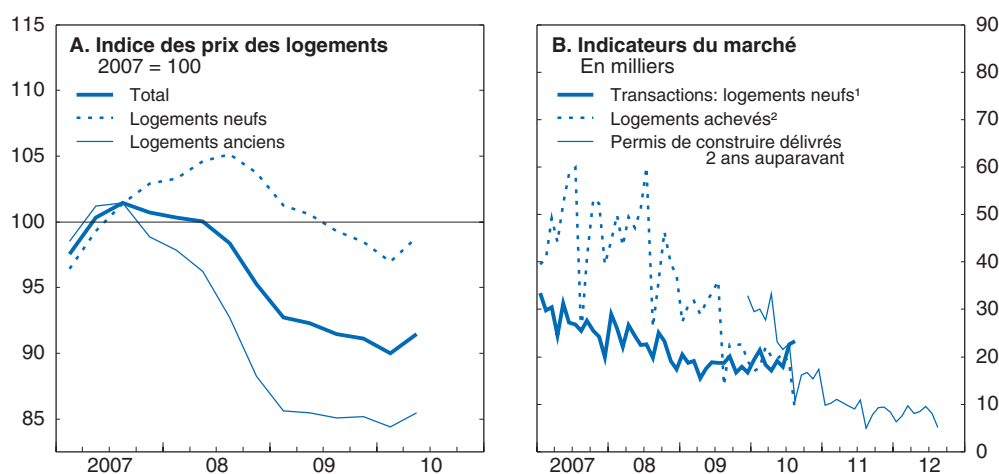 A. Indice des prix des logements
2007 = 100
Total
Logements neufs
Logements anciens
115
110
105
100
95
90
85
2007
08
09
10
B. Indicateurs du marché
En milliers
Transactions: logements neufs¹
Logements achevés²
Permis de construire délivrés
2 ans auparavant
90
80
70
60
50
40
30
20
10
0
2007
08
09
10
11
12